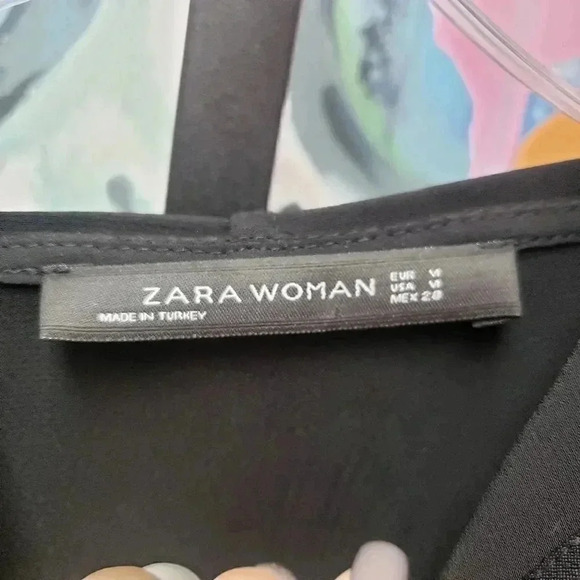 ZARA WOMAN
MADE IN TURKEY
EUR M
USA M
MEX 28